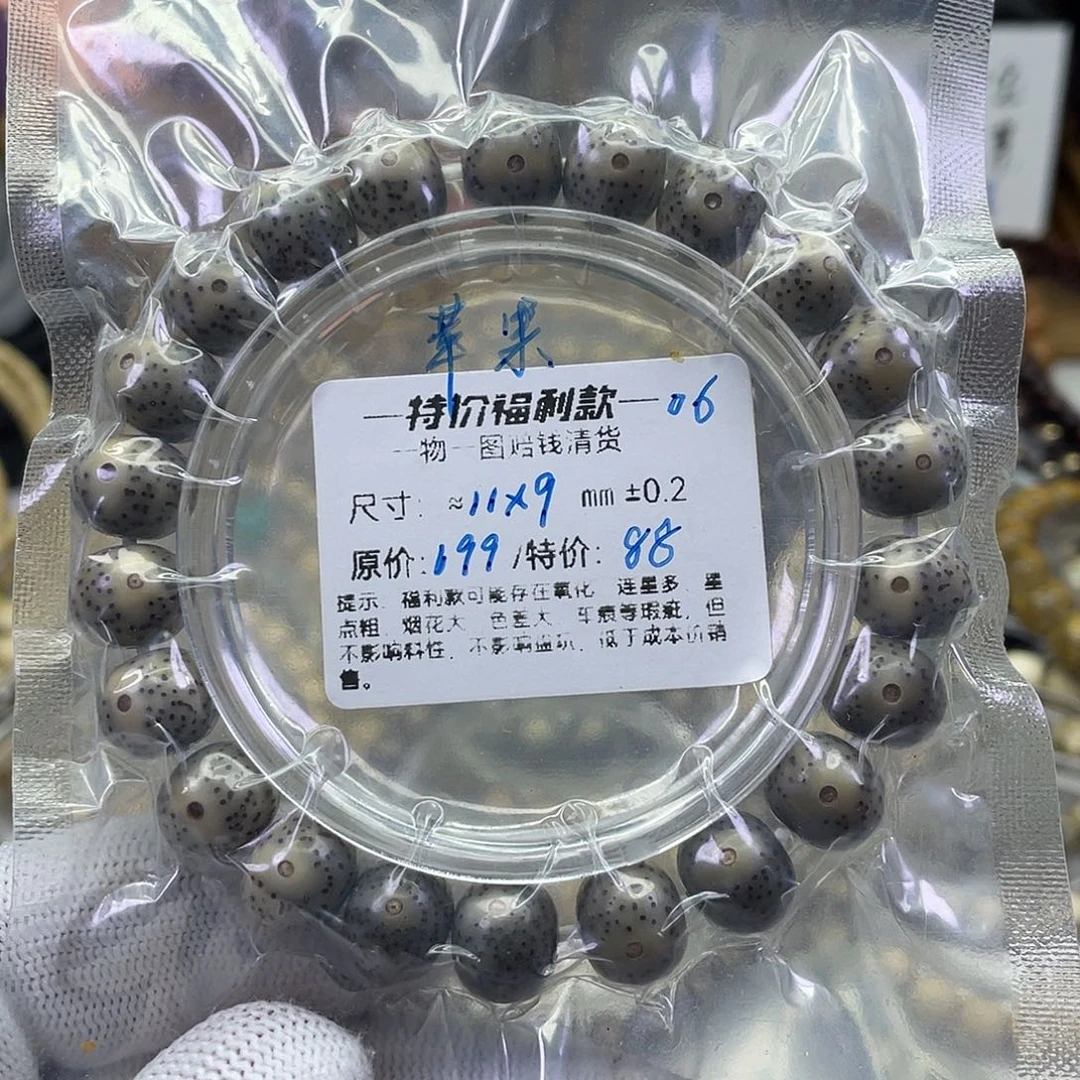 苹果
特价福利款 06
一物一图赔钱清货
尺寸：≈11x9 mm ±0.2
原价：199 /特价：88
提示：福利款可能存在氧化、连星多、星
点粗、烟花大、色差大、车痕等瑕疵，但
不影响料性，不影响盘玩，低于成本价销
售。